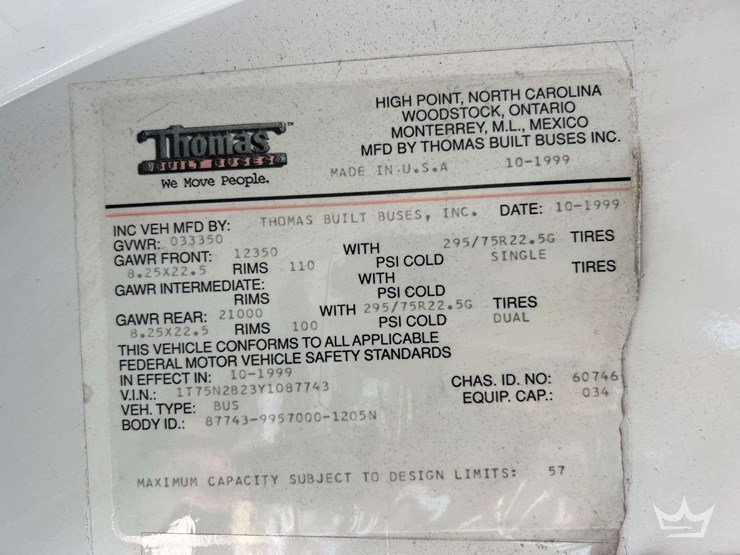 Thomas
BUILT BUSES
We Move People.
HIGH POINT, NORTH CAROLINA
WOODSTOCK, ONTARIO
MONTERREY, M.L., MEXICO
MFD BY THOMAS BUILT BUSES INC.
MADE IN U.S.A 10-1999
INC VEH MFD BY: THOMAS BUILT BUSES, INC. DATE: 10-1999
GVWR: 033350
GAWR FRONT: 12350 WITH 295/75R22.5G TIRES
8.25X22.5 RIMS 110 PSI COLD SINGLE
GAWR INTERMEDIATE: WITH TIRES
RIMS PSI COLD
GAWR REAR: 21000 WITH 295/75R22.5G TIRES
8.25X22.5 RIMS 100 PSI COLD DUAL
THIS VEHICLE CONFORMS TO ALL APPLICABLE
FEDERAL MOTOR VEHICLE SAFETY STANDARDS
IN EFFECT IN: 10-1999
V.I.N.: 1T75N2B23Y1087743 CHAS. ID. NO: 60746
VEH. TYPE: BUS EQUIP. CAP.: 034
BODY ID.: 87743-9957000-1205N
MAXIMUM CAPACITY SUBJECT TO DESIGN LIMITS: 57